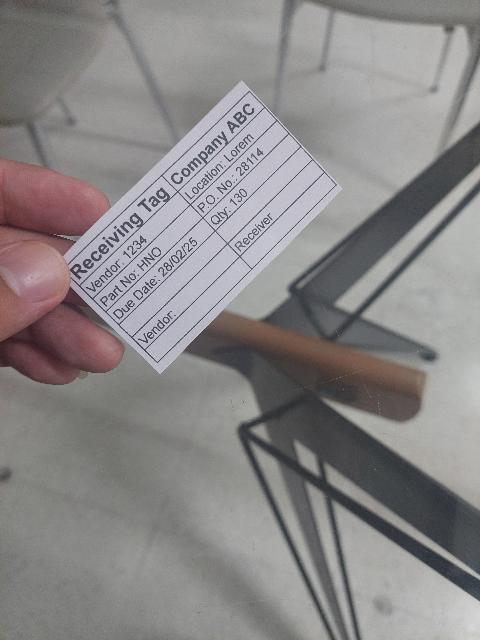 Receiving Tag Company ABC
Vendor: 1234 Location: Lorem
Part No: HNO P.O. No.: 28114
Due Date: 28/02/25 Qty: 130
Vendor: Receiver